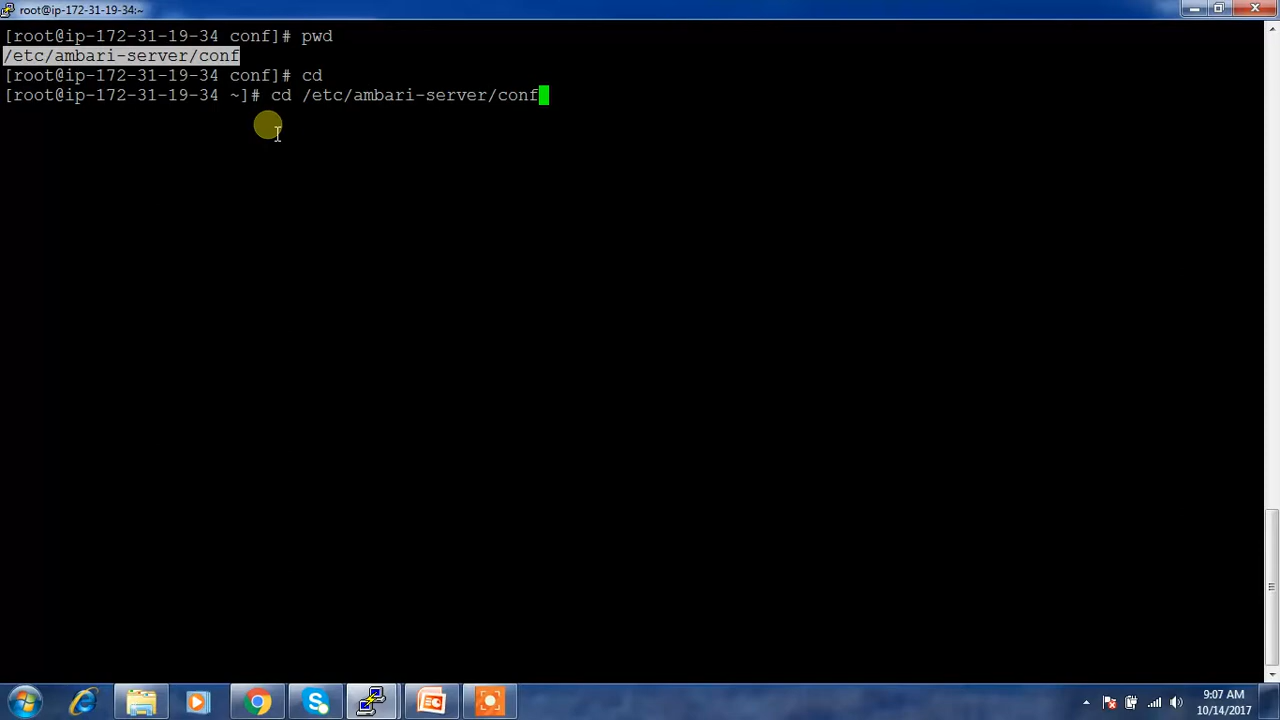 root@ip-172-31-19-34:~
[root@ip-172-31-19-34 conf]# pwd
/etc/ambari-server/conf
[root@ip-172-31-19-34 conf]# cd
[root@ip-172-31-19-34 ~]# cd /etc/ambari-server/conf
9:07 AM
10/14/2017